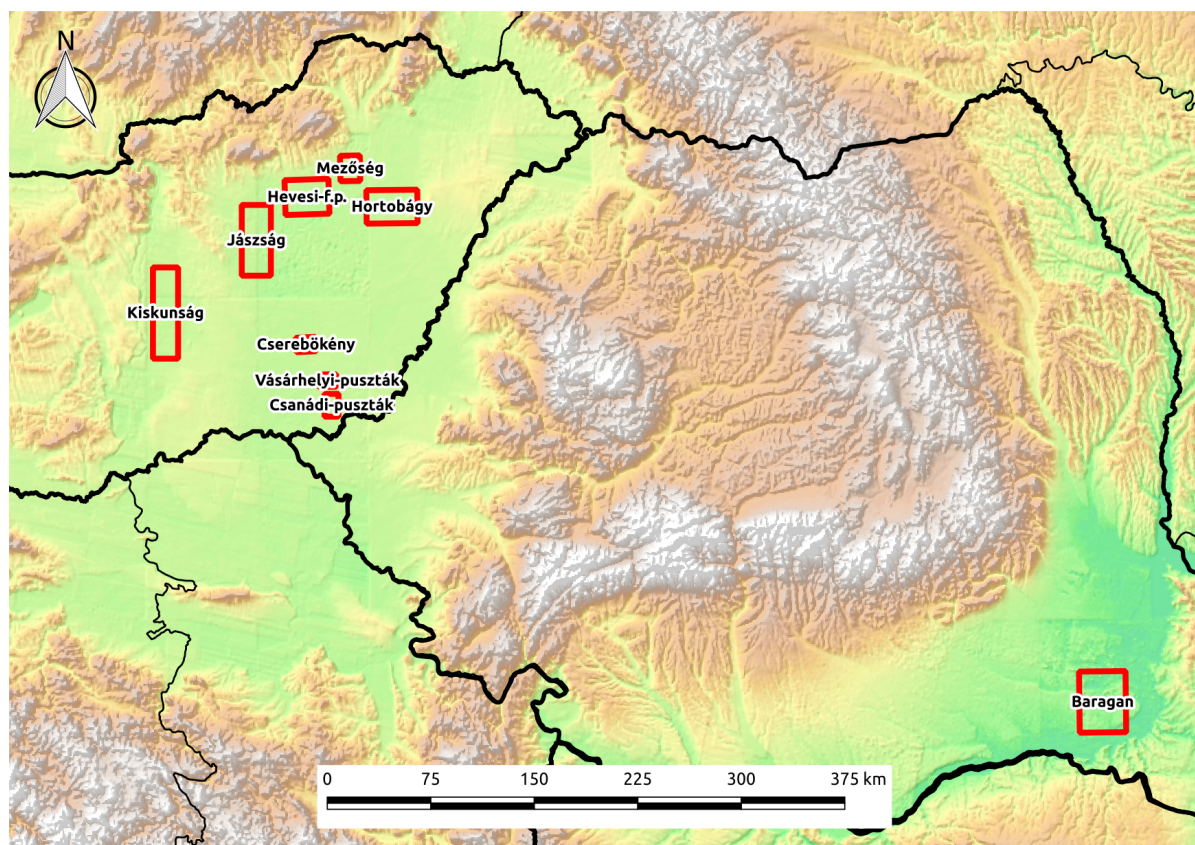 N
Mezőség
Hevesi-f.p.
Hortobágy
Jászság
Kiskunság
Cserebökény
Vásárhelyi-puszták
Csanádi-puszták
Baragan
0 75 150 225 300 375 km